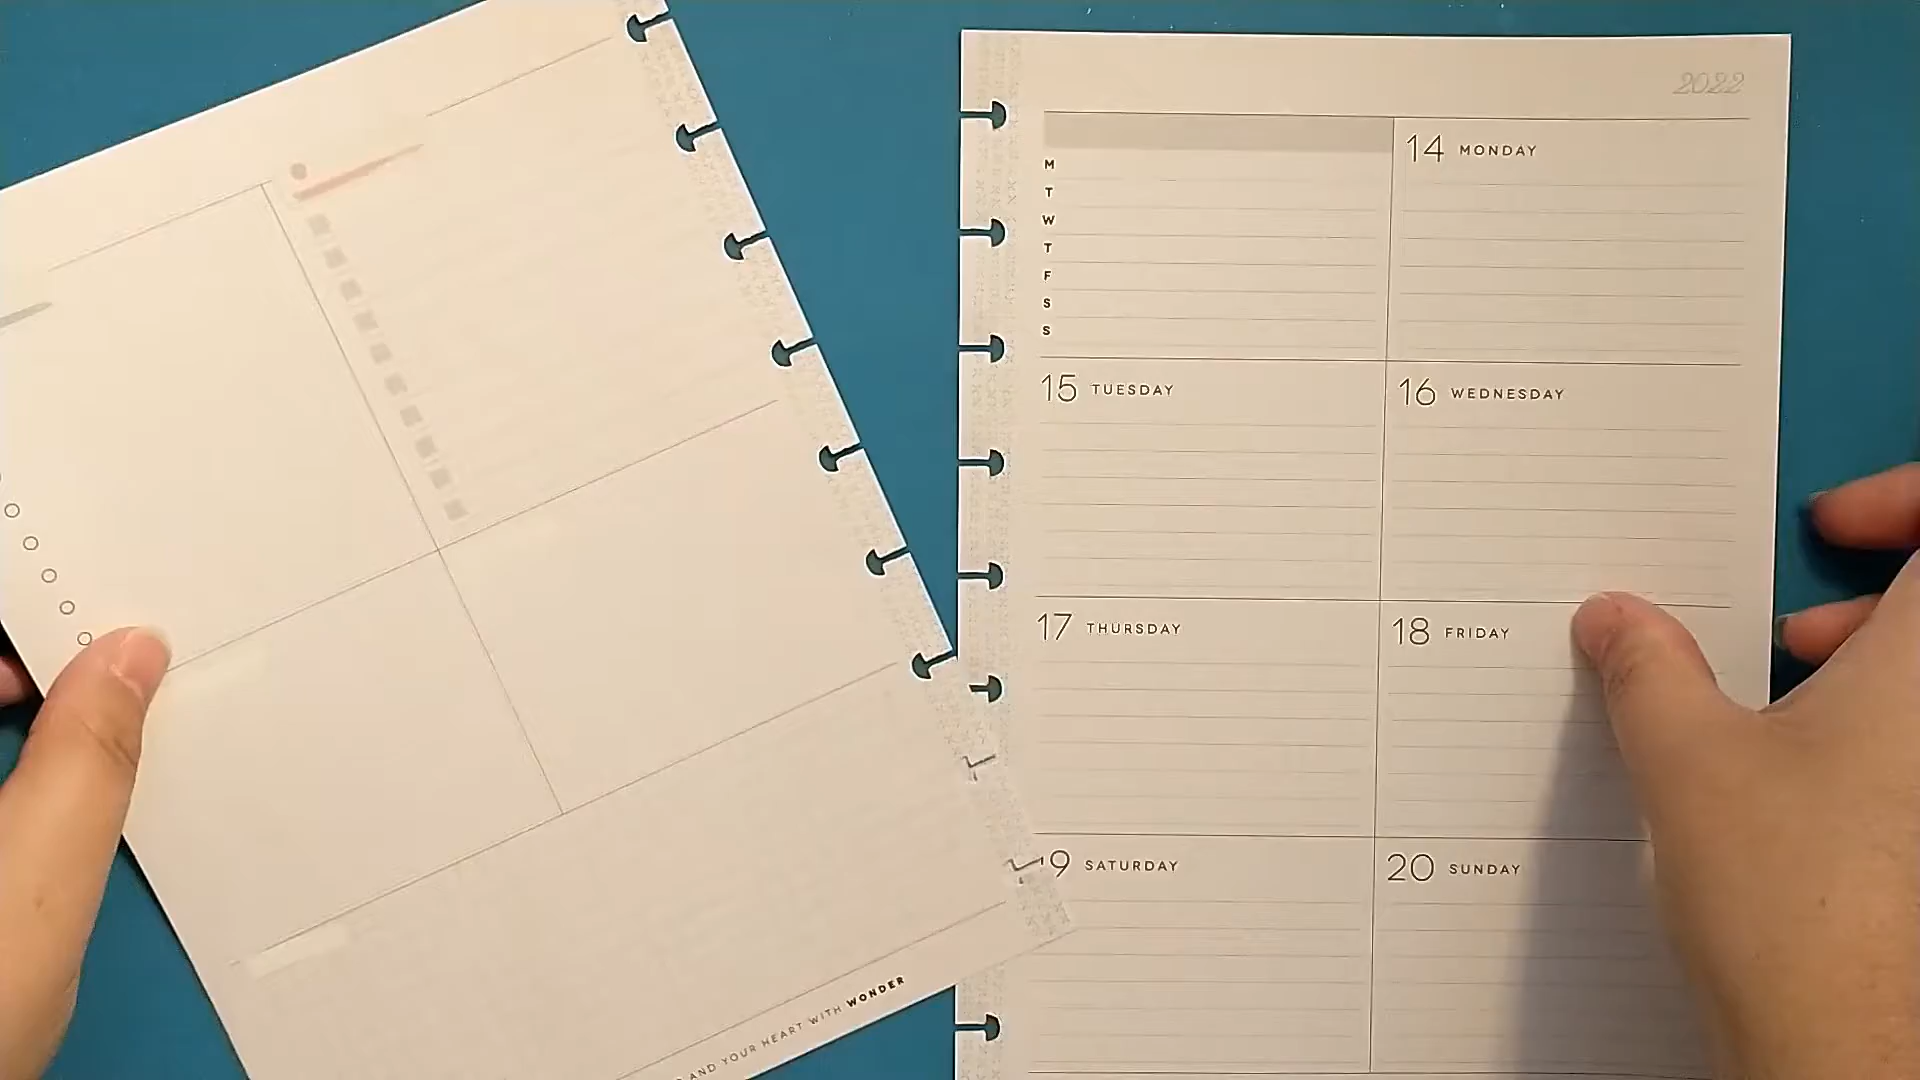 AND YOUR HEART WITH WONDER
2022
M
T
W
T
F
S
S
14 MONDAY
15 TUESDAY
16 WEDNESDAY
17 THURSDAY
18 FRIDAY
9 SATURDAY
20 SUNDAY